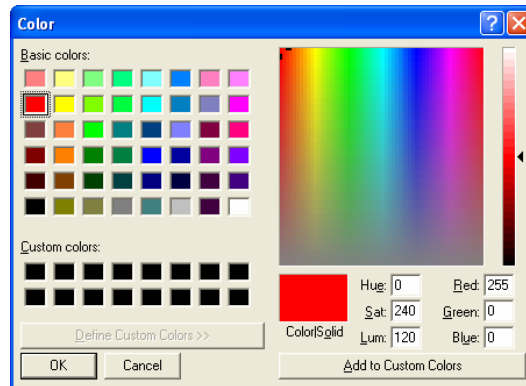 Color
Basic colors:
Custom colors:
Define Custom Colors >>
OK Cancel
Color|Solid
Hue: 0 Red: 255
Sat: 240 Green: 0
Lum: 120 Blue: 0
Add to Custom Colors